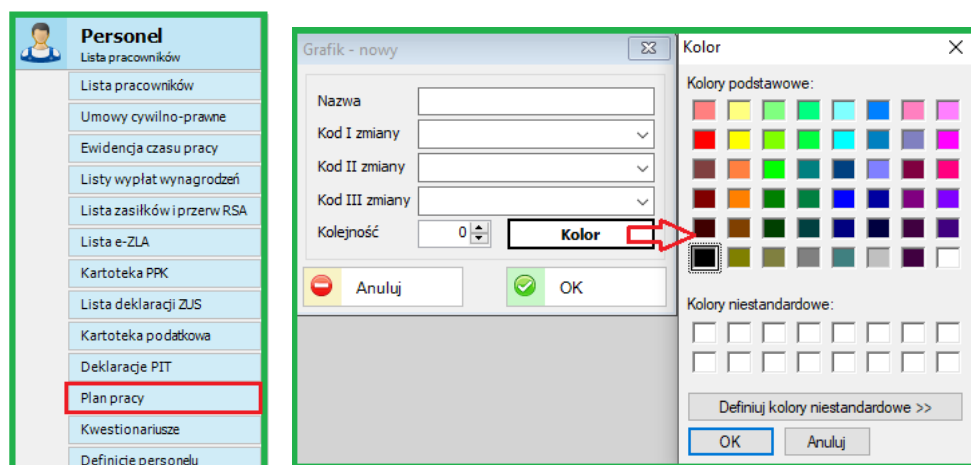 Personel
Lista pracowników
Lista pracowników
Umowy cywilno-prawne
Ewidencja czasu pracy
Listy wypłat wynagrodzeń
Lista zasiłków i przerw RSA
Lista e-ZLA
Kartoteka PPK
Lista deklaracji ZUS
Kartoteka podatkowa
Deklaracje PIT
Plan pracy
Kwestionariusze
Definicje personelu
Grafik - nowy
Nazwa
Kod I zmiany
Kod II zmiany
Kod III zmiany
Kolejność 0 Kolor
Anuluj OK
Kolor
Kolory podstawowe:
Kolory niestandardowe:
Definiuj kolory niestandardowe >>
OK Anuluj